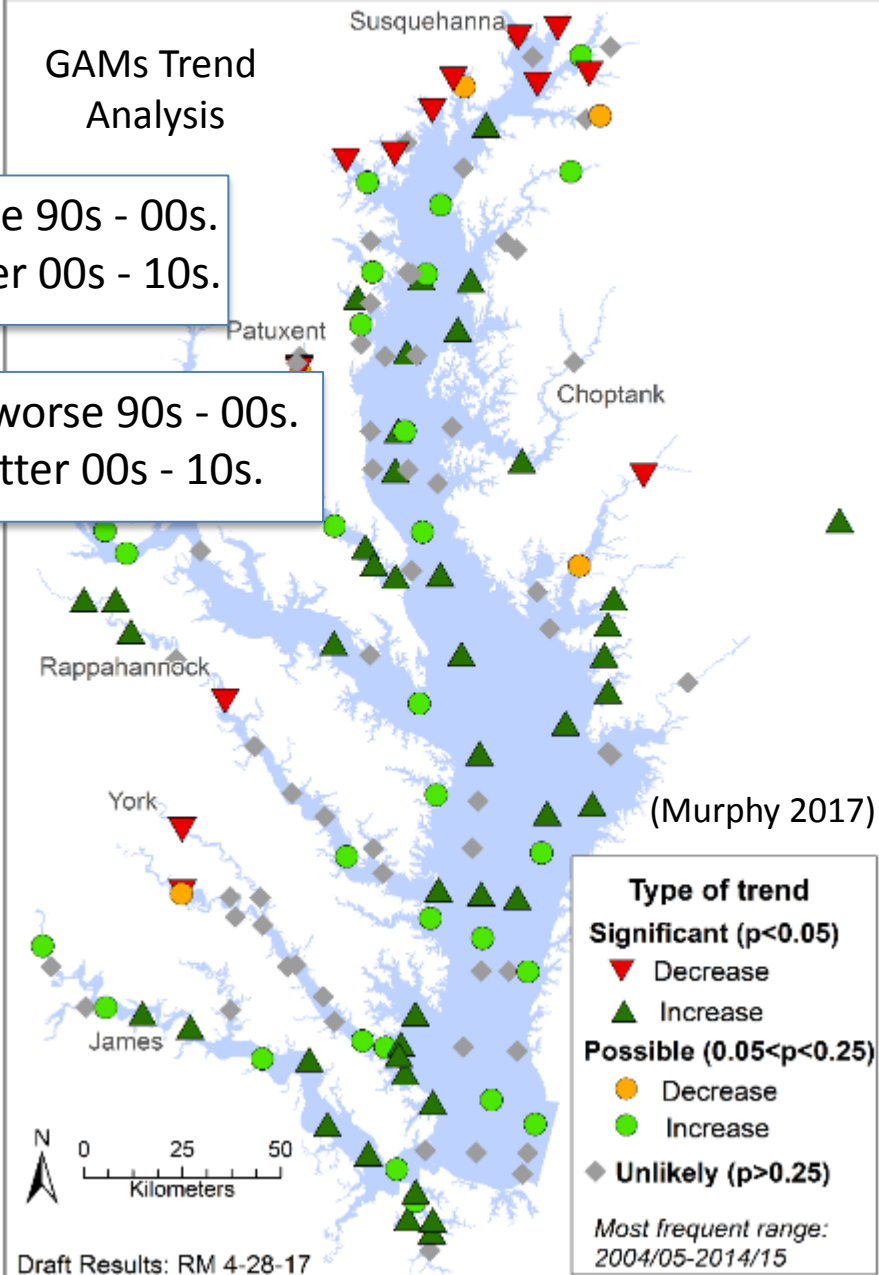 Susquehanna
GAMs Trend
Analysis
e 90s - 00s.
er 00s - 10s.
Patuxent
worse 90s - 00s.
tter 00s - 10s.
Choptank
Rappahannock
York
(Murphy 2017)
James
N
0 25 50
Kilometers
Draft Results: RM 4-28-17
Type of trend
Significant (p<0.05)
Decrease
Increase
Possible (0.05<p<0.25)
Decrease
Increase
Unlikely (p>0.25)
Most frequent range:
2004/05-2014/15